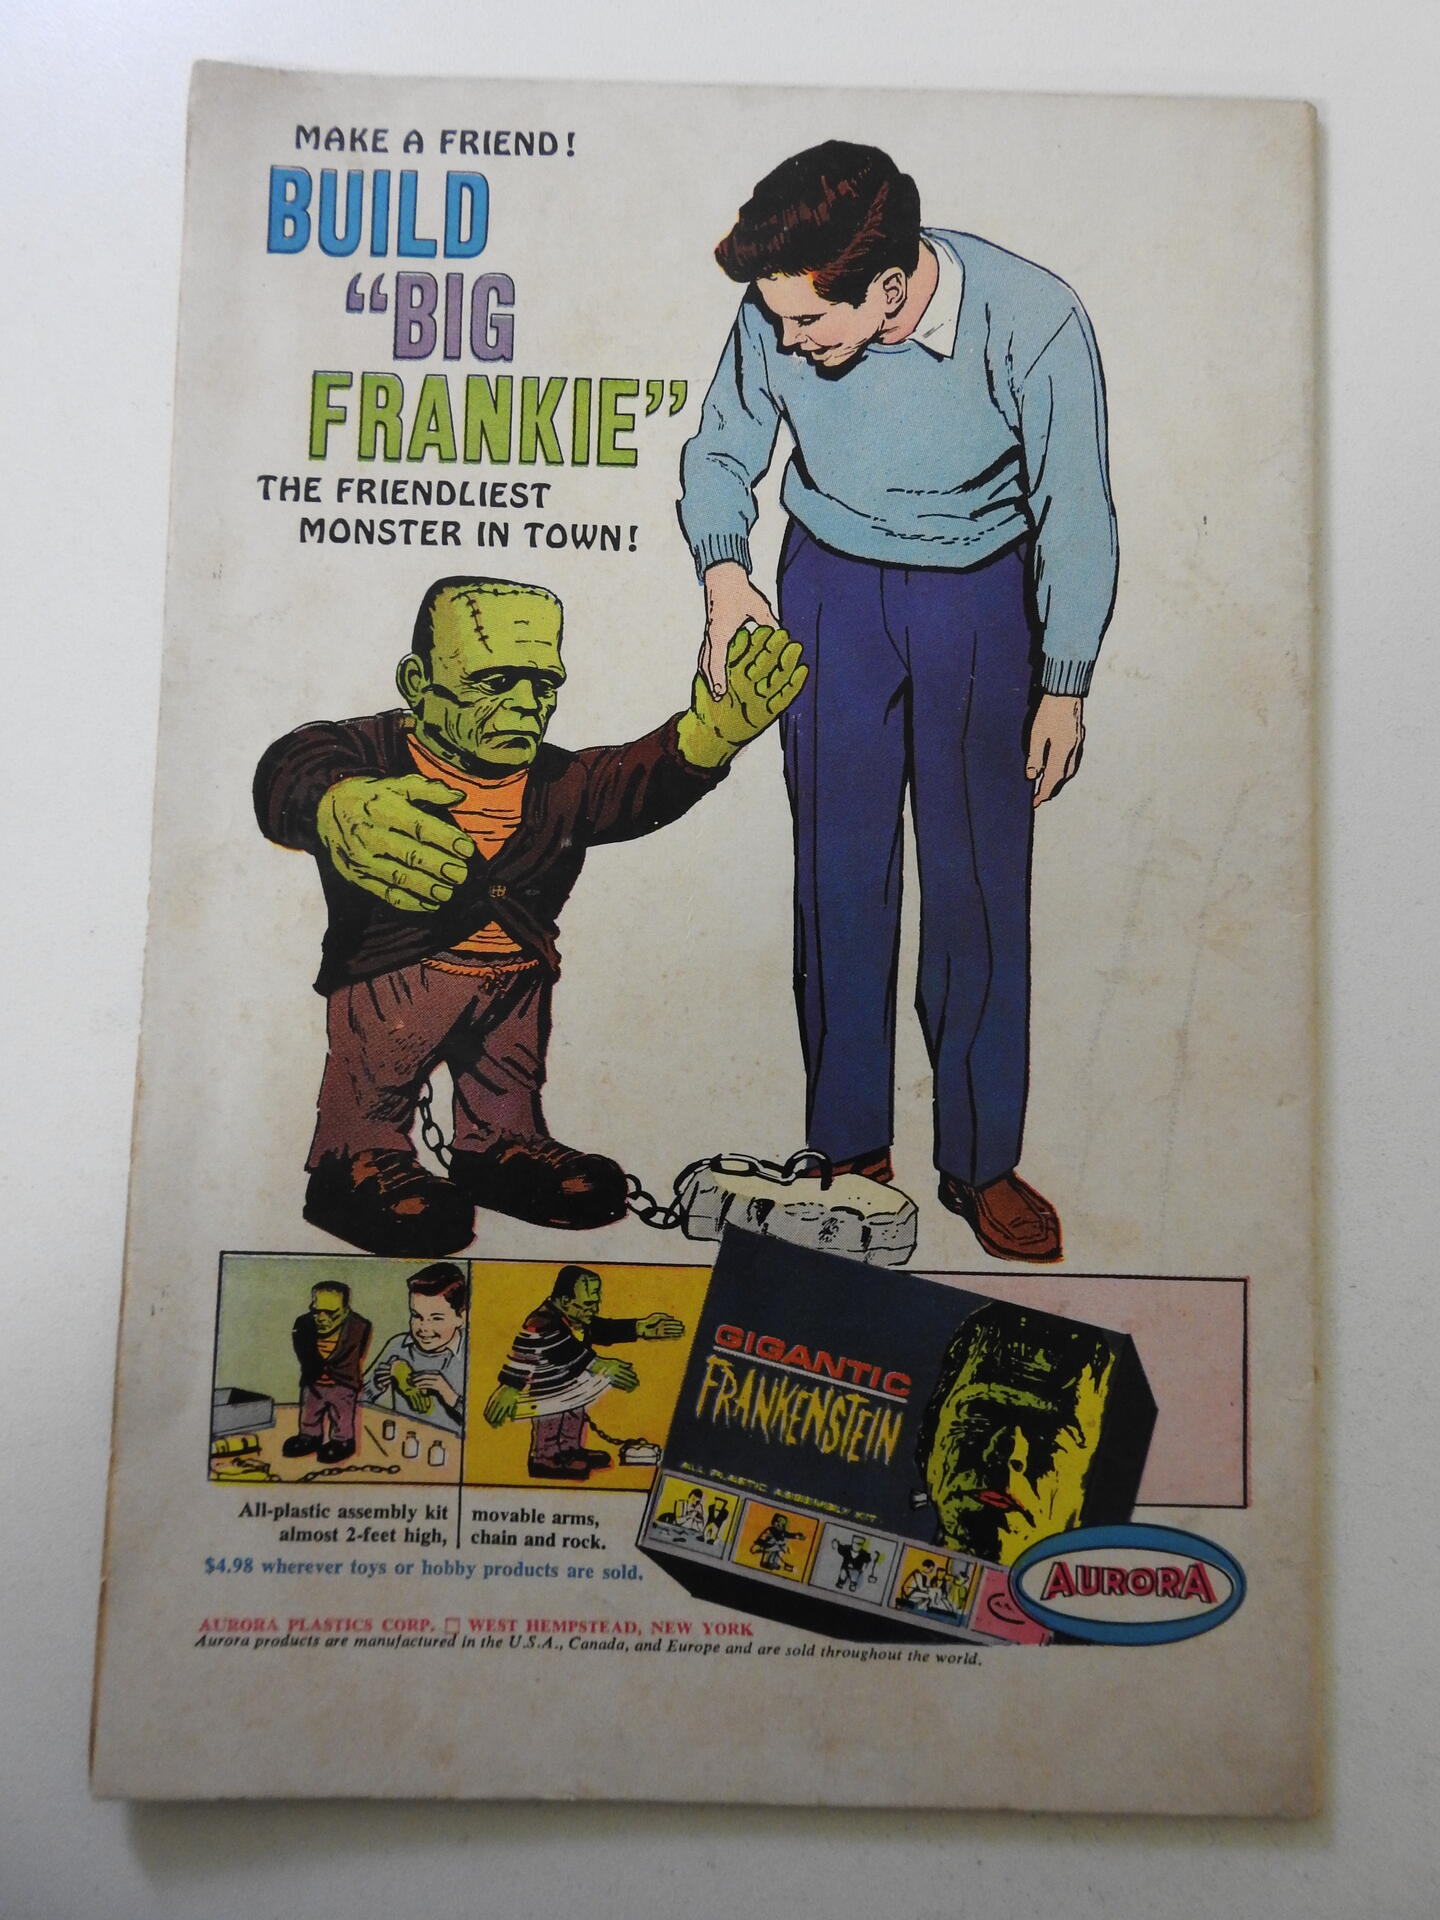 MAKE A FRIEND!
BUILD
“BIG
FRANKIE”
THE FRIENDLIEST
MONSTER IN TOWN!
GIGANTIC
FRANKENSTEIN
ALL PLASTIC ASSEMBLY KIT
All-plastic assembly kit
almost 2-feet high,
movable arms,
chain and rock.
$4.98 wherever toys or hobby products are sold.
AURORA
AURORA PLASTICS CORP. □ WEST HEMPSTEAD, NEW YORK
Aurora products are manufactured in the U.S.A., Canada, and Europe and are sold throughout the world.